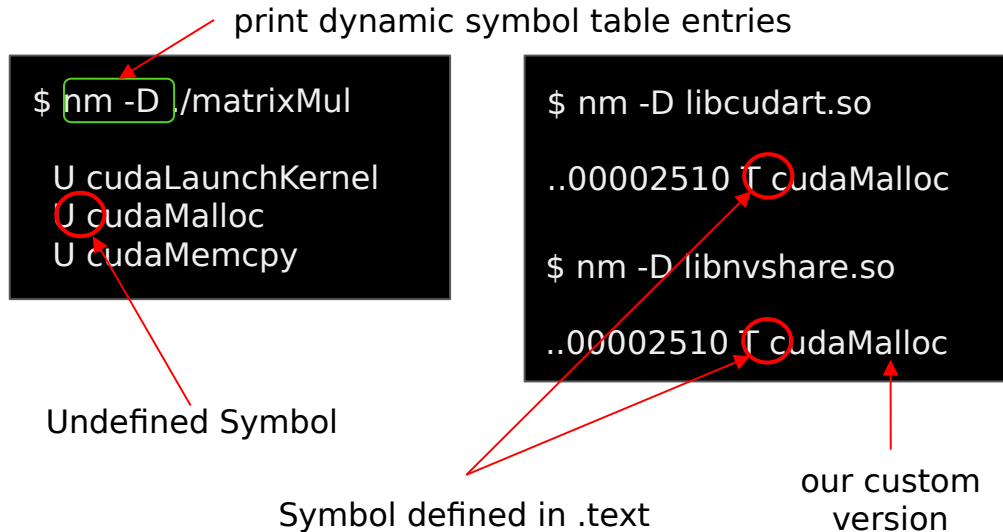 print dynamic symbol table entries
$ nm -D ./matrixMul
U cudaLaunchKernel
U cudaMalloc
U cudaMemcpy
Undefined Symbol
$ nm -D libcudart.so
..00002510 T cudaMalloc
$ nm -D libnvshare.so
..00002510 T cudaMalloc
Symbol defined in .text
our custom
version